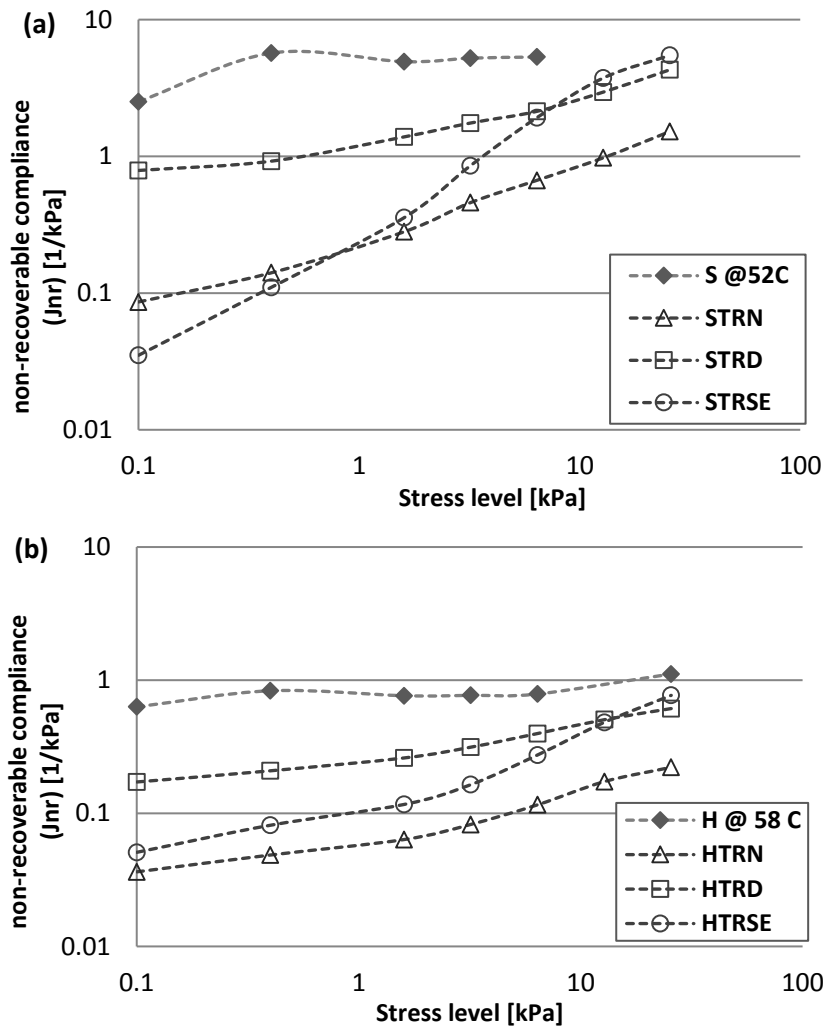 (a)
10
1
0.1
0.01
non-recoverable compliance
(Jnr) [1/kPa]
S @52C
STRN
STRD
STRSE
0.1
1
10
100
Stress level [kPa]
(b)
10
1
0.1
0.01
non-recoverable compliance
(Jnr) [1/kPa]
H @ 58 C
HTRN
HTRD
HTRSE
0.1
1
10
100
Stress level [kPa]